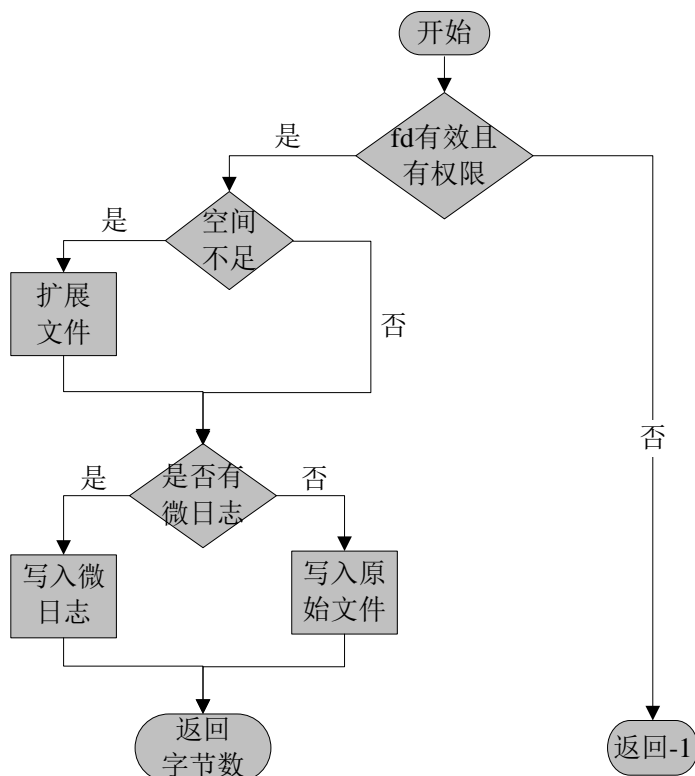 开始
fd有效且
有权限
是
空间
不足
是
扩展
文件
否
否
是否有
微日志
是
否
写入微
日志
写入原
始文件
返回
字节数
返回-1